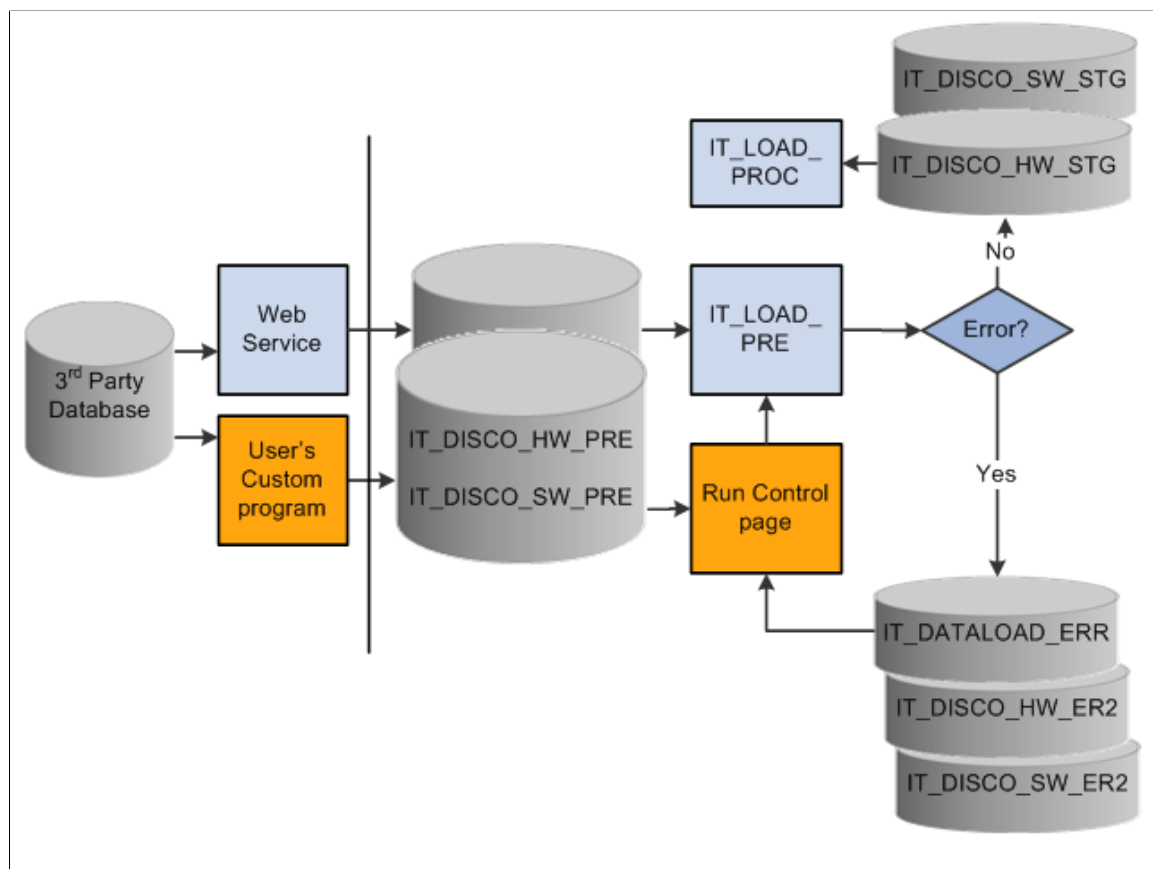 IT_DISCO_SW_STG
IT_DISCO_HW_STG
IT_LOAD_
PROC
No
Web
Service
IT_LOAD_
PRE
Error?
3rd Party
Database
User's
Custom
program
IT_DISCO_HW_PRE
IT_DISCO_SW_PRE
Run Control
page
Yes
IT_DATALOAD_ERR
IT_DISCO_HW_ER2
IT_DISCO_SW_ER2